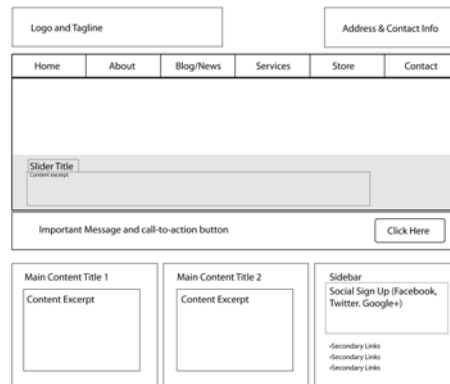 Logo and Tagline
Address & Contact Info
Home About Blog/News Services Store Contact
Slider Title
Content excerpt
Important Message and call-to-action button
Click Here
Main Content Title 1
Content Excerpt
Main Content Title 2
Content Excerpt
Sidebar
Social Sign Up (Facebook,
Twitter. Google+)
•Secondary Links
•Secondary Links
•Secondary Links